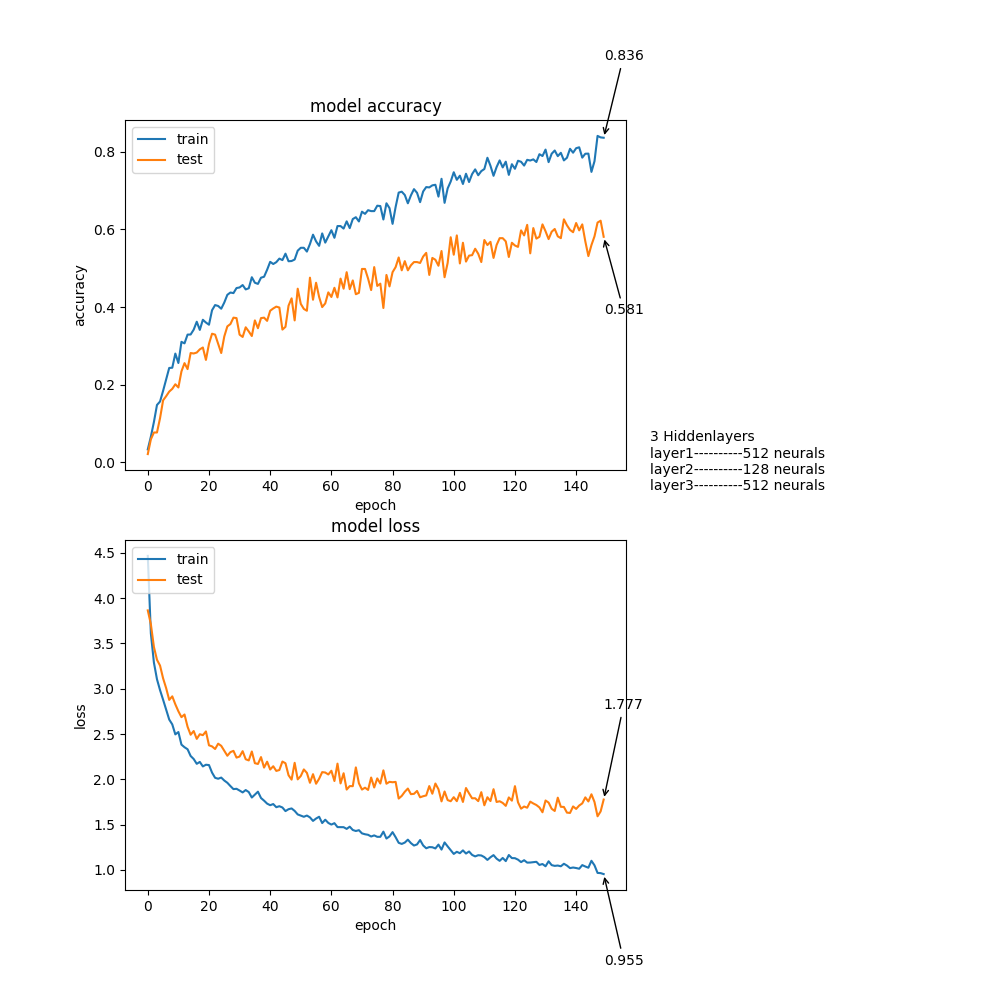 0.836
model accuracy
train
test
0.8
0.6
0.4
0.2
0.0
accuracy
0.581
0 20 40 60 80 100 120 140
epoch
3 Hiddenlayers
layer1----------512 neurals
layer2----------128 neurals
layer3----------512 neurals
model loss
train
test
4.5
4.0
3.5
3.0
2.5
2.0
1.5
1.0
loss
1.777
0 20 40 60 80 100 120 140
epoch
0.955